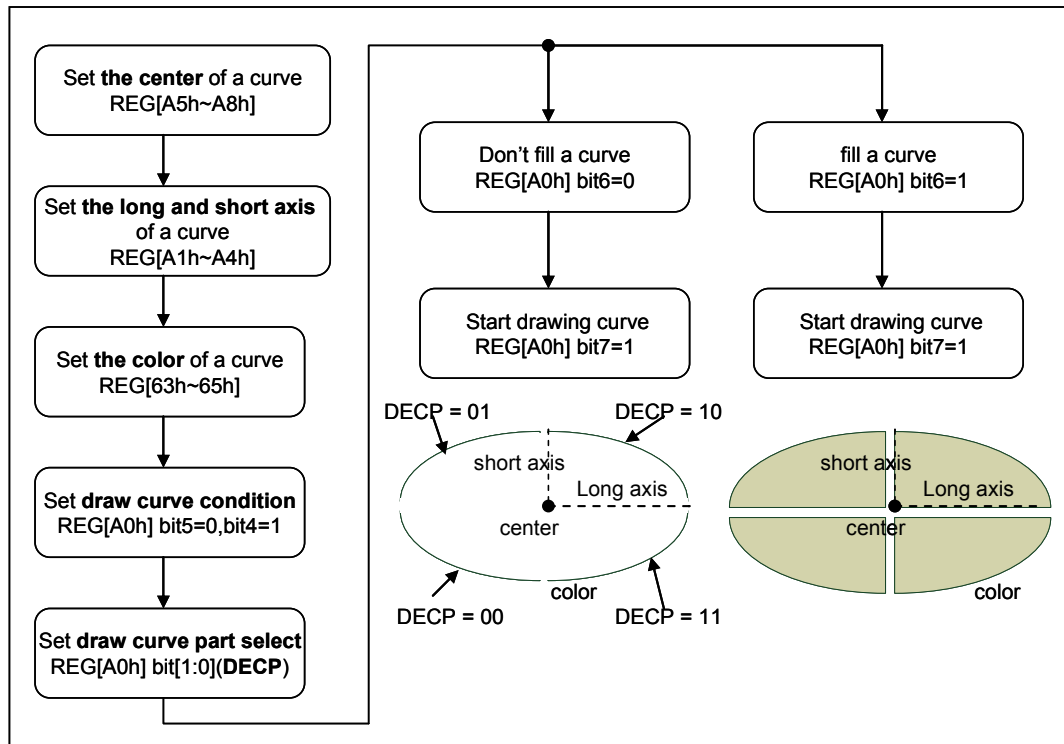 Set the center of a curve
REG[A5h~A8h]
Set the long and short axis
of a curve
REG[A1h~A4h]
Set the color of a curve
REG[63h~65h]
Set draw curve condition
REG[A0h] bit5=0,bit4=1
Set draw curve part select
REG[A0h] bit[1:0](DECP)
Don't fill a curve
REG[A0h] bit6=0
Start drawing curve
REG[A0h] bit7=1
fill a curve
REG[A0h] bit6=1
Start drawing curve
REG[A0h] bit7=1
DECP = 01
DECP = 10
short axis
Long axis
center
color
DECP = 00
DECP = 11
short axis
Long axis
center
color